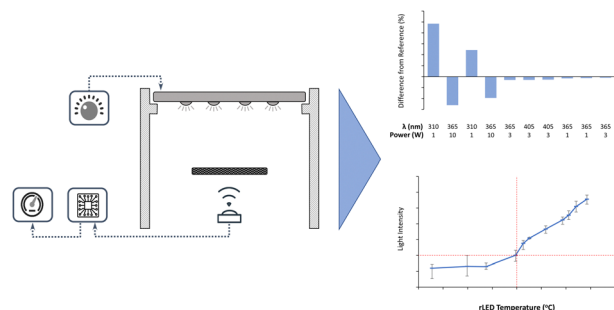 Difference from Reference (%)
λ (nm) 310 365 310 365 365 405 405 365 365 365
Power (W) 1 10 1 10 3 3 3 1 1 3
Light Intensity
rLED Temperature (°C)